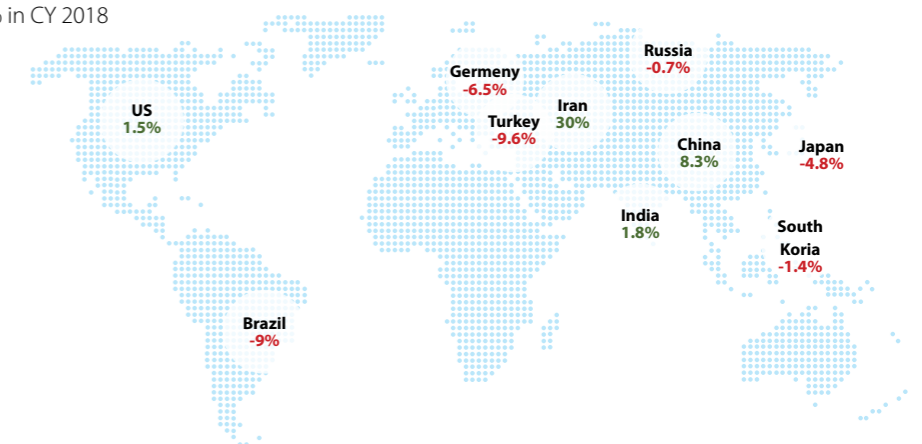 % in CY 2018
Russia
-0.7%
Germeny
-6.5%
Iran
30%
US
1.5%
Turkey
-9.6%
China
8.3%
Japan
-4.8%
India
1.8%
South
Koria
-1.4%
Brazil
-9%